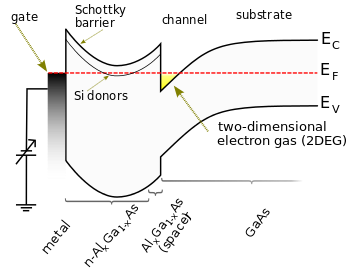 Schottky
barrier
channel
substrate
gate
E_C
E_F
Si donors
E_V
two-dimensional
electron gas (2DEG)
metal
n-Al_xGa_{1-x}As
Al_xGa_{1-x}As
(spacer)
GaAs